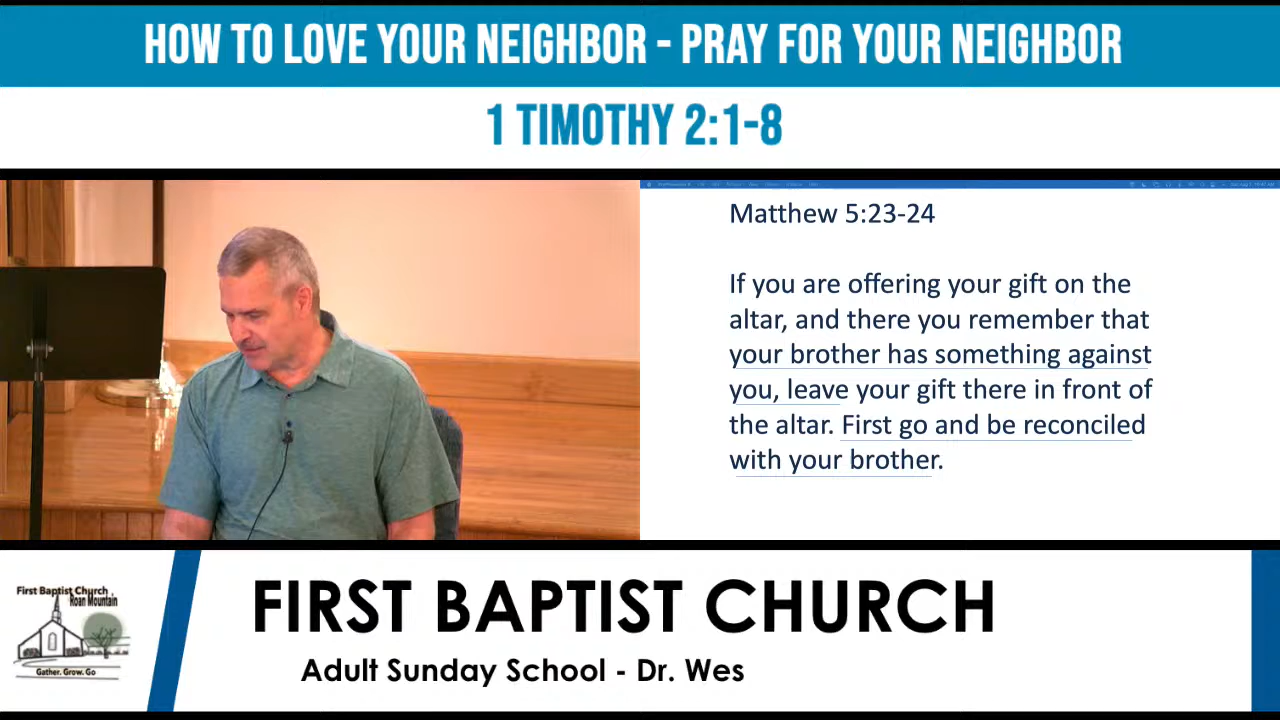 HOW TO LOVE YOUR NEIGHBOR - PRAY FOR YOUR NEIGHBOR
1 TIMOTHY 2:1-8
Matthew 5:23-24
If you are offering your gift on the
altar, and there you remember that
your brother has something against
you, leave your gift there in front of
the altar. First go and be reconciled
with your brother.
First Baptist Church
Roan Mountain
Gather. Grow. Go
FIRST BAPTIST CHURCH
Adult Sunday School - Dr. Wes